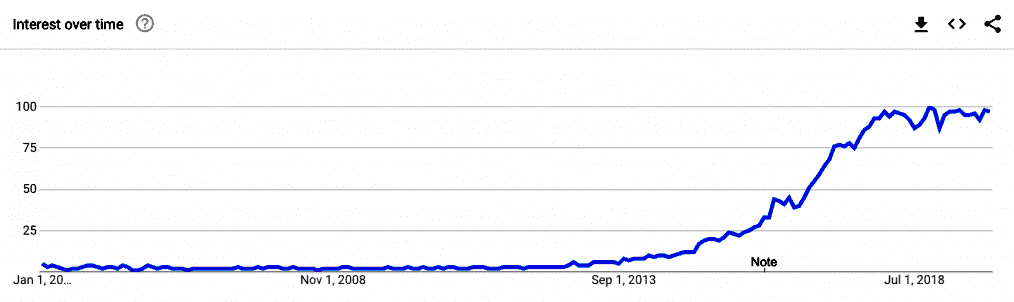 Interest over time
100
75
50
25
Note
Jan 1, 20... Nov 1, 2008 Sep 1, 2013 Jul 1, 2018